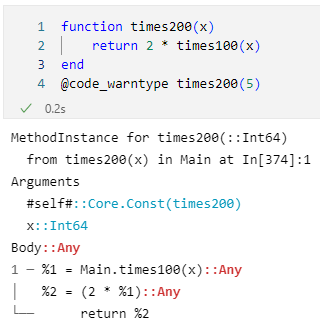 1 function times200(x)
2     return 2 * times100(x)
3 end
4 @code_warntype times200(5)
✓ 0.2s
MethodInstance for times200(::Int64)
  from times200(x) in Main at In[374]:1
Arguments
  #self#::Core.Const(times200)
  x::Int64
Body::Any
1 ─ %1 = Main.times100(x)::Any
│   %2 = (2 * %1)::Any
└──      return %2